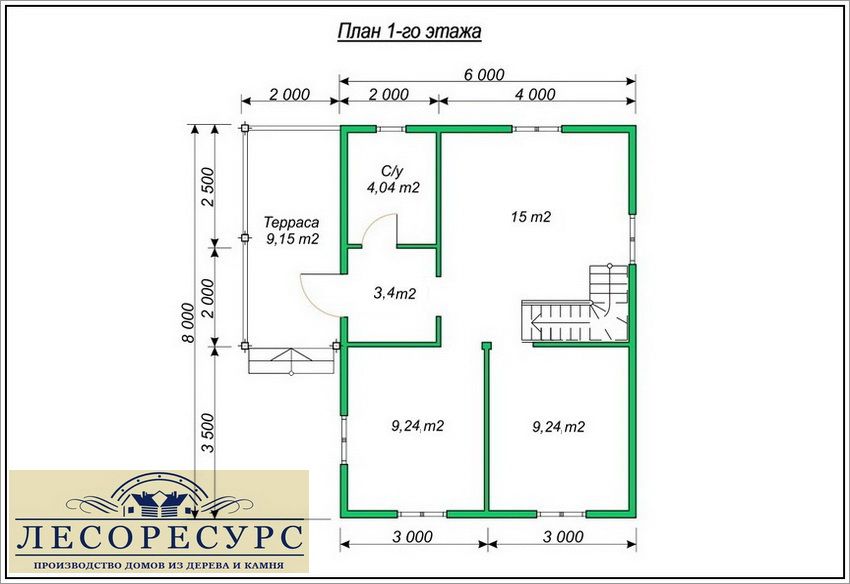 План 1-го этажа
6 000
2 000
2 000
4 000
С/у
4,04 m2
15 m2
Терраса
9,15 m2
3,4m2
2 500
2 000
8 000
3 500
9,24 m2
9,24 m2
3 000
3 000
ЛЕСОРЕСУРС
ПРОИЗВОДСТВО ДОМОВ ИЗ ДЕРЕВА И КАМНЯ